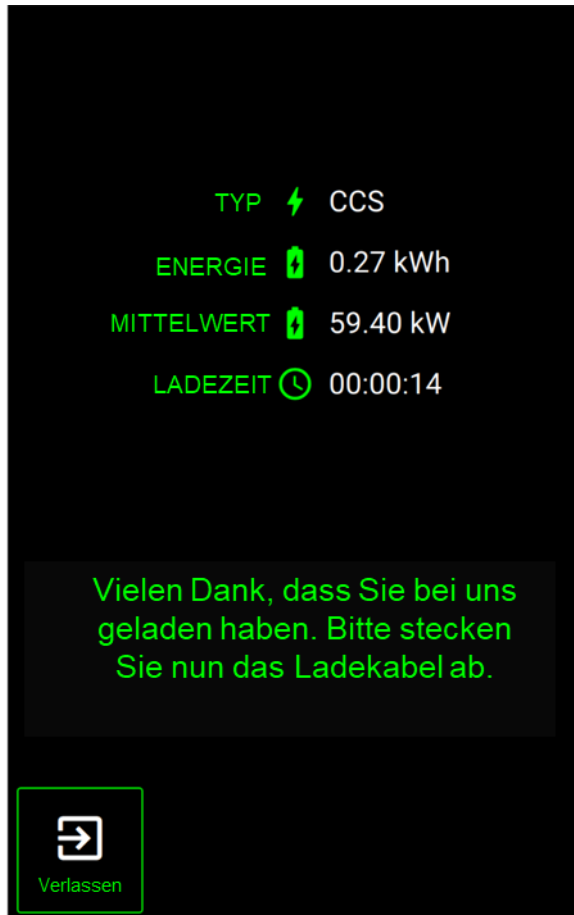 TYP CCS
ENERGIE 0.27 kWh
MITTELWERT 59.40 kW
LADEZEIT 00:00:14
Vielen Dank, dass Sie bei uns
geladen haben. Bitte stecken
Sie nun das Ladekabel ab.
Verlassen